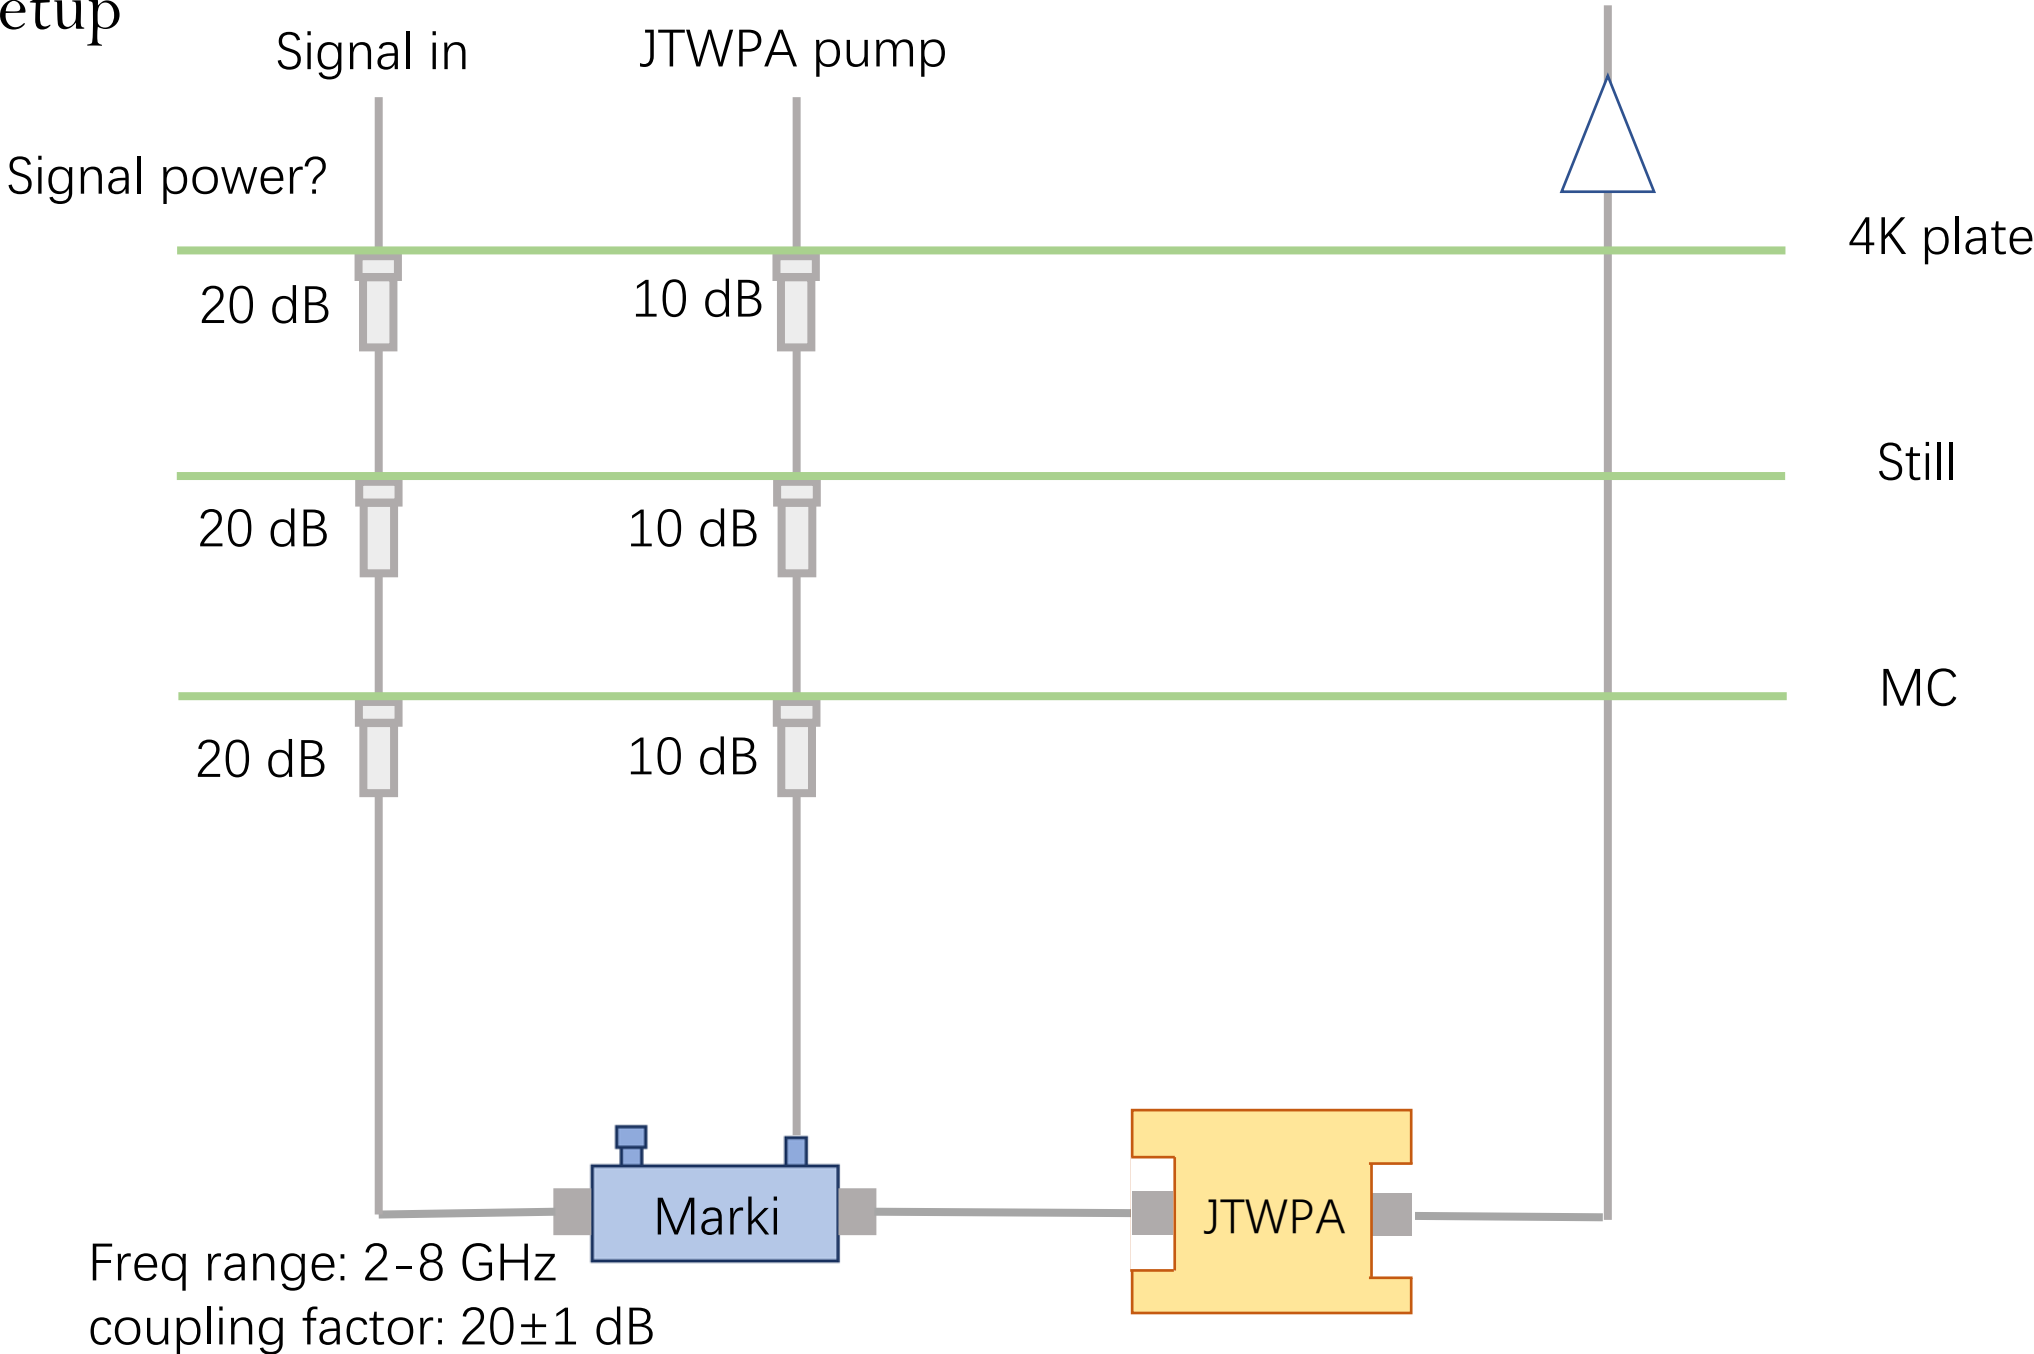 etup
Signal in
JTWPA pump
Signal power?
4K plate
20 dB
10 dB
Still
20 dB
10 dB
MC
20 dB
10 dB
Marki
JTWPA
Freq range: 2-8 GHz
coupling factor: 20±1 dB